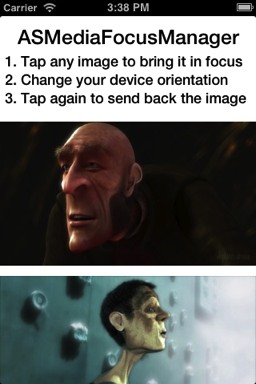 Carrier 3:38 PM
ASMediaFocusManager
1. Tap any image to bring it in focus
2. Change your device orientation
3. Tap again to send back the image